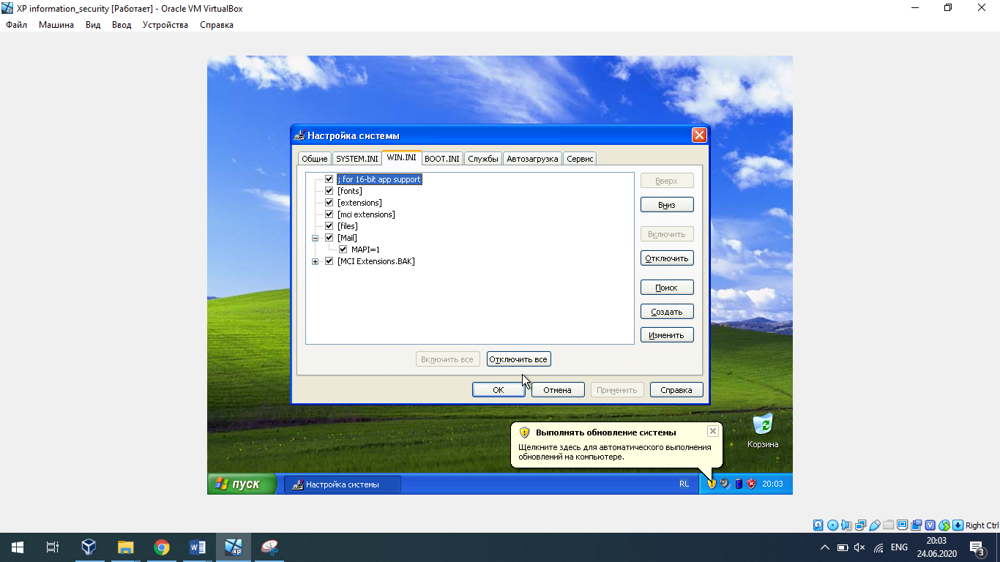 XP information_security [Работает] - Oracle VM VirtualBox
Файл Машина Вид Ввод Устройства Справка
Настройка системы
Общие SYSTEM.INI WIN.INI BOOT.INI Службы Автозагрузка Сервис
; for 16-bit app support
[fonts]
[extensions]
[mci extensions]
[files]
[Mail]
MAPI=1
[MCI Extensions.BAK]
Вверх
Вниз
Включить
Отключить
Поиск
Создать
Изменить
Включить все Отключить все
ОК Отмена Применить Справка
Выполнять обновление системы
Щелкните здесь для автоматического выполнения
обновлений на компьютере.
Корзина
пуск Настройка системы RL 20:03
Right Ctrl
xp
W
ENG
20:03
24.06.2020
3